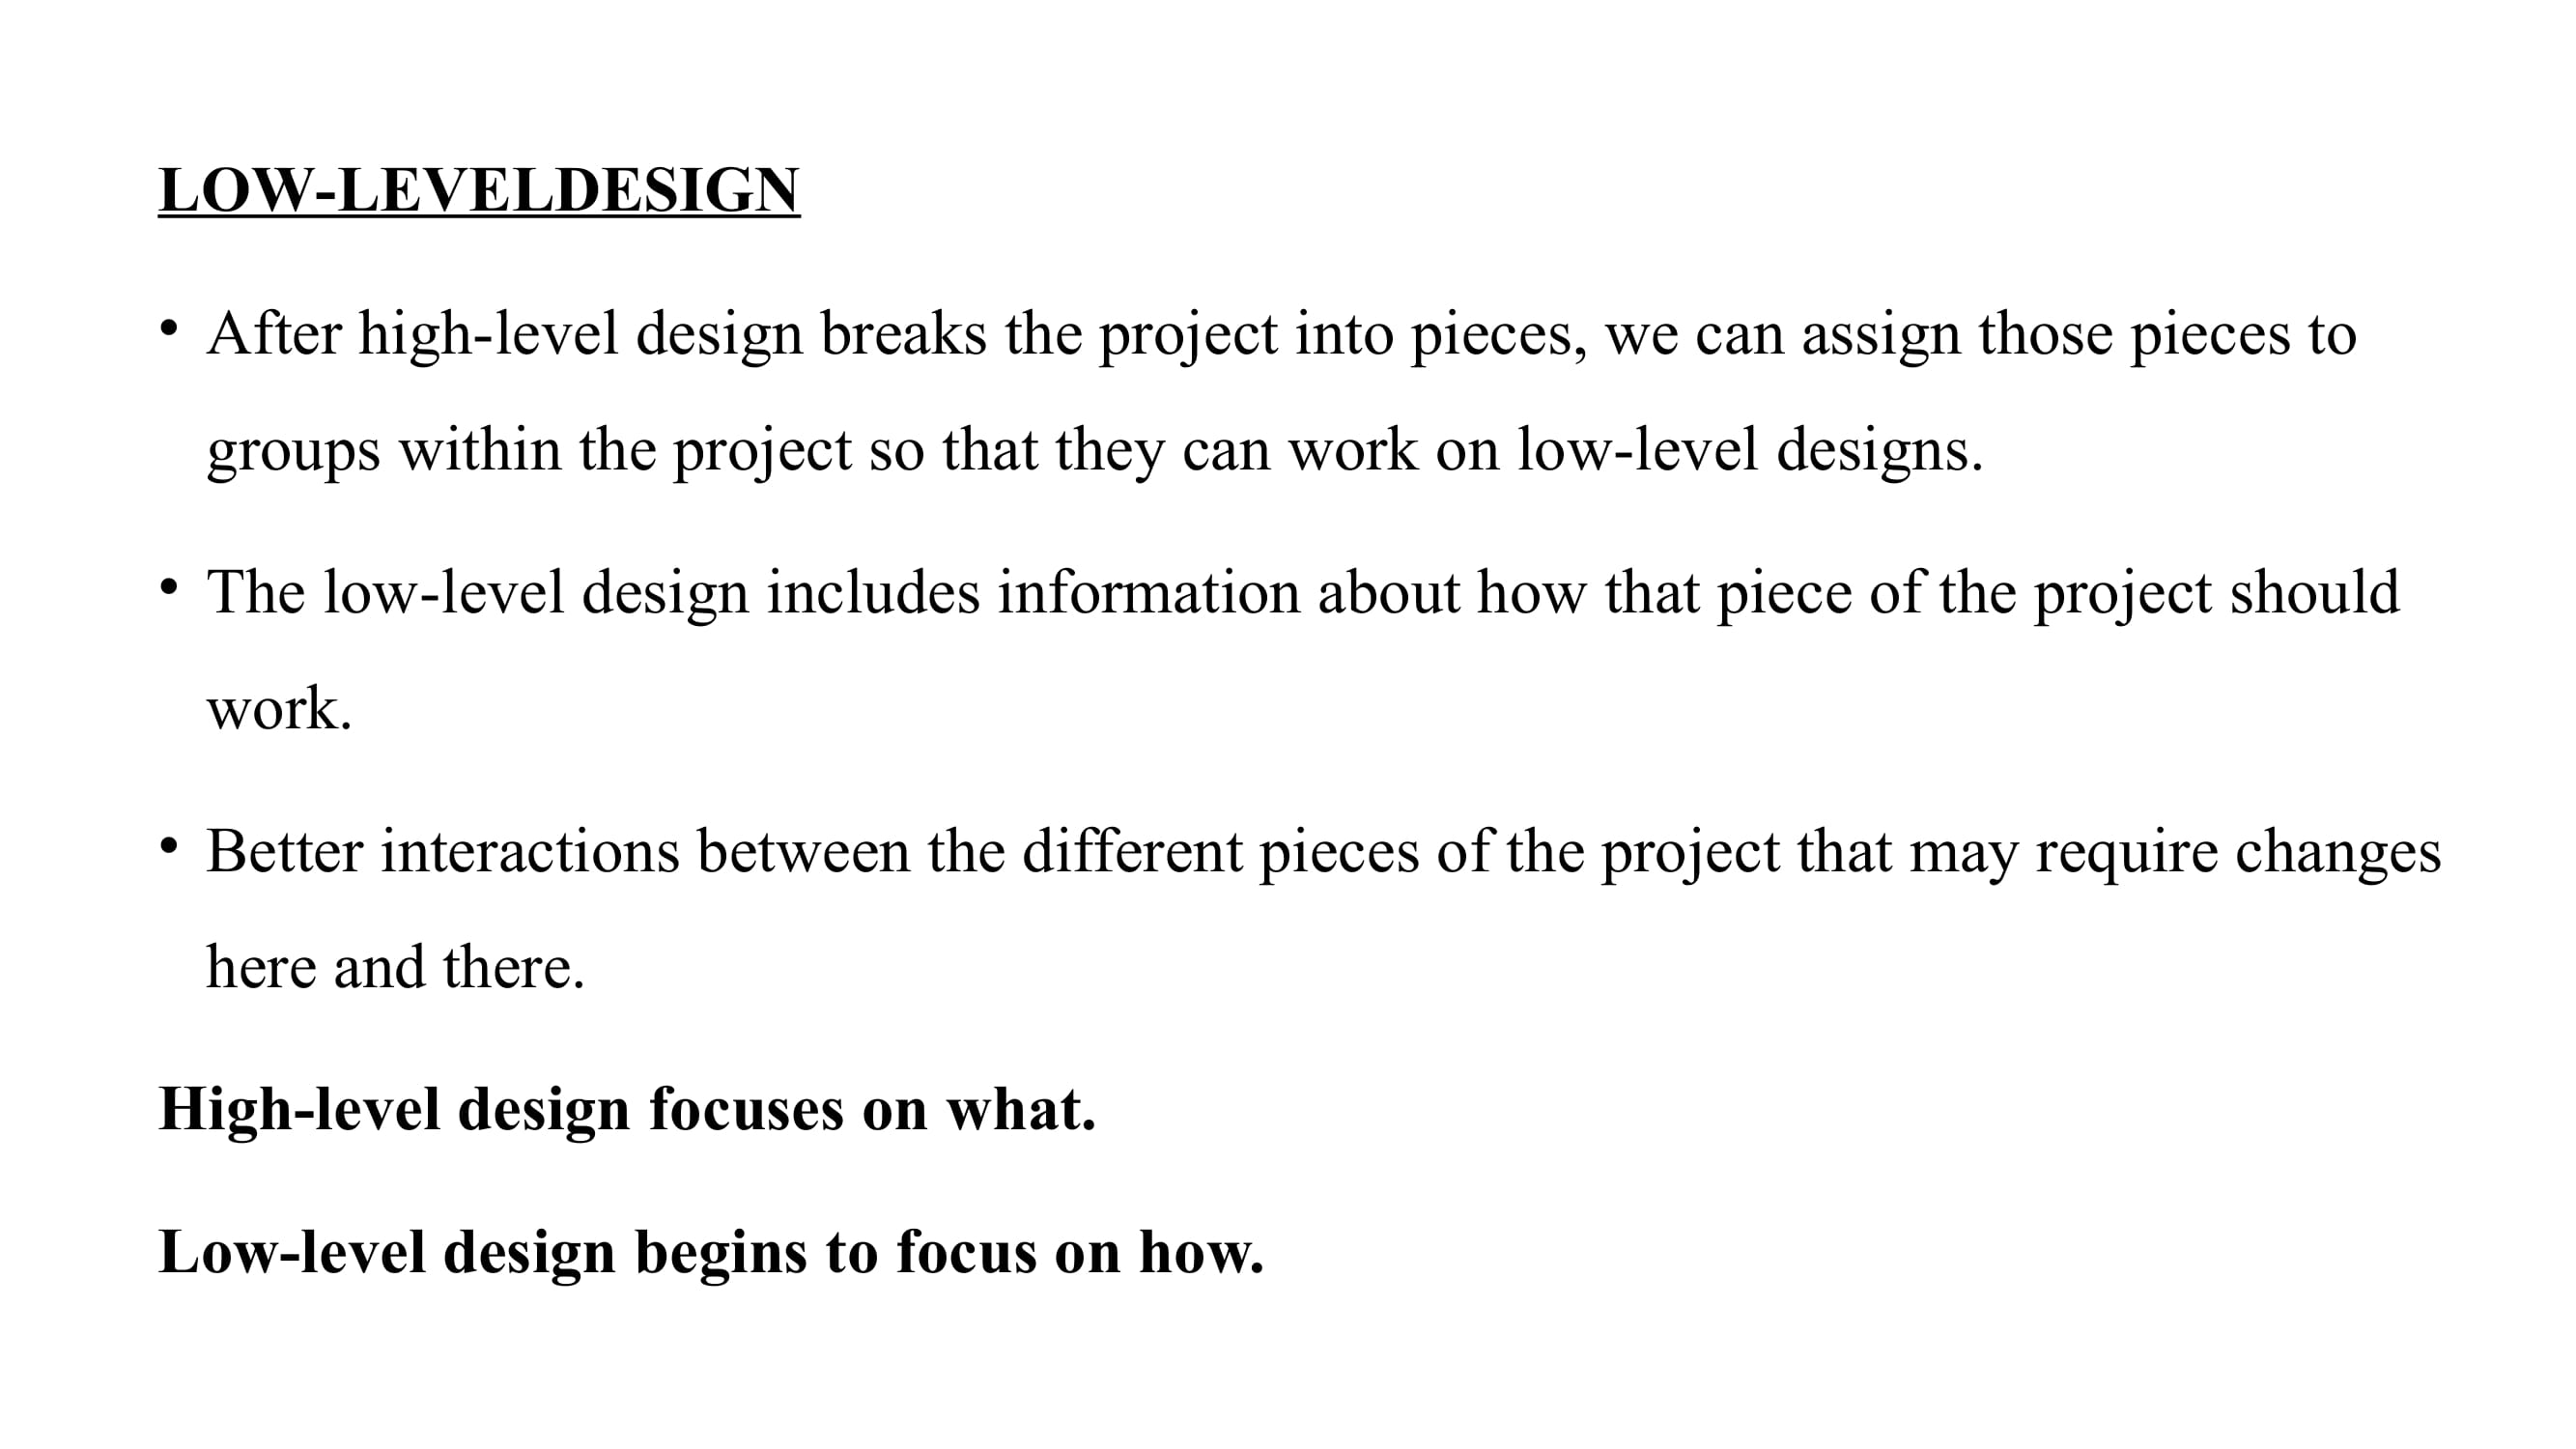 LOW-LEVELDESIGN
• After high-level design breaks the project into pieces, we can assign those pieces to
groups within the project so that they can work on low-level designs.
• The low-level design includes information about how that piece of the project should
work.
• Better interactions between the different pieces of the project that may require changes
here and there.
High-level design focuses on what.
Low-level design begins to focus on how.